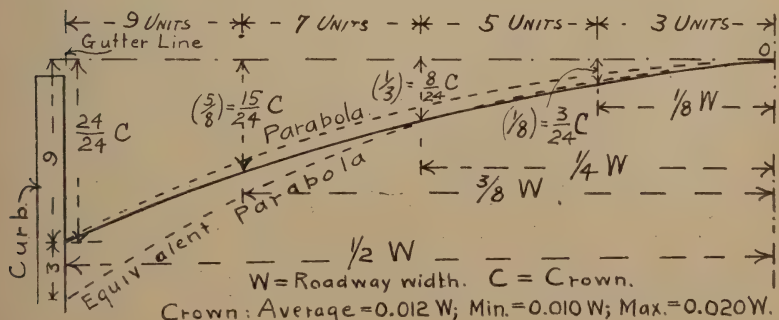 9 UNITS 7 UNITS 5 UNITS 3 UNITS
Gutter Line
0
24/24 C
(5/8) = 15/24 C
(1/3) = 8/24 C
(1/8) = 3/24 C
Parabola
1/8 W
1/4 W
3/8 W
1/2 W
9
3
Curb.
Equivalent Parabola
W = Roadway width. C = Crown.
Crown: Average = 0.012 W; Min. = 0.010 W; Max. = 0.020 W.